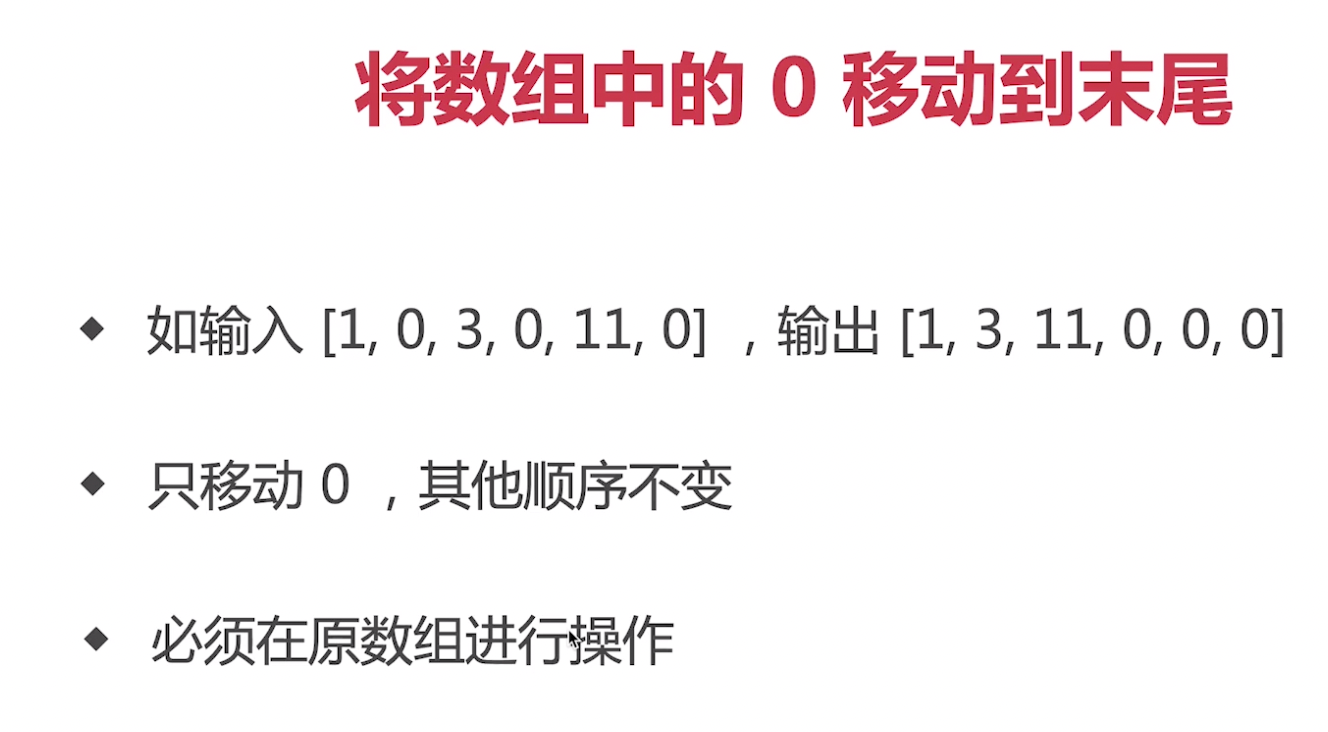 将数组中的 0 移动到末尾
如输入 [1, 0, 3, 0, 11, 0] ，输出 [1, 3, 11, 0, 0, 0]
只移动 0 ，其他顺序不变
必须在原数组进行操作